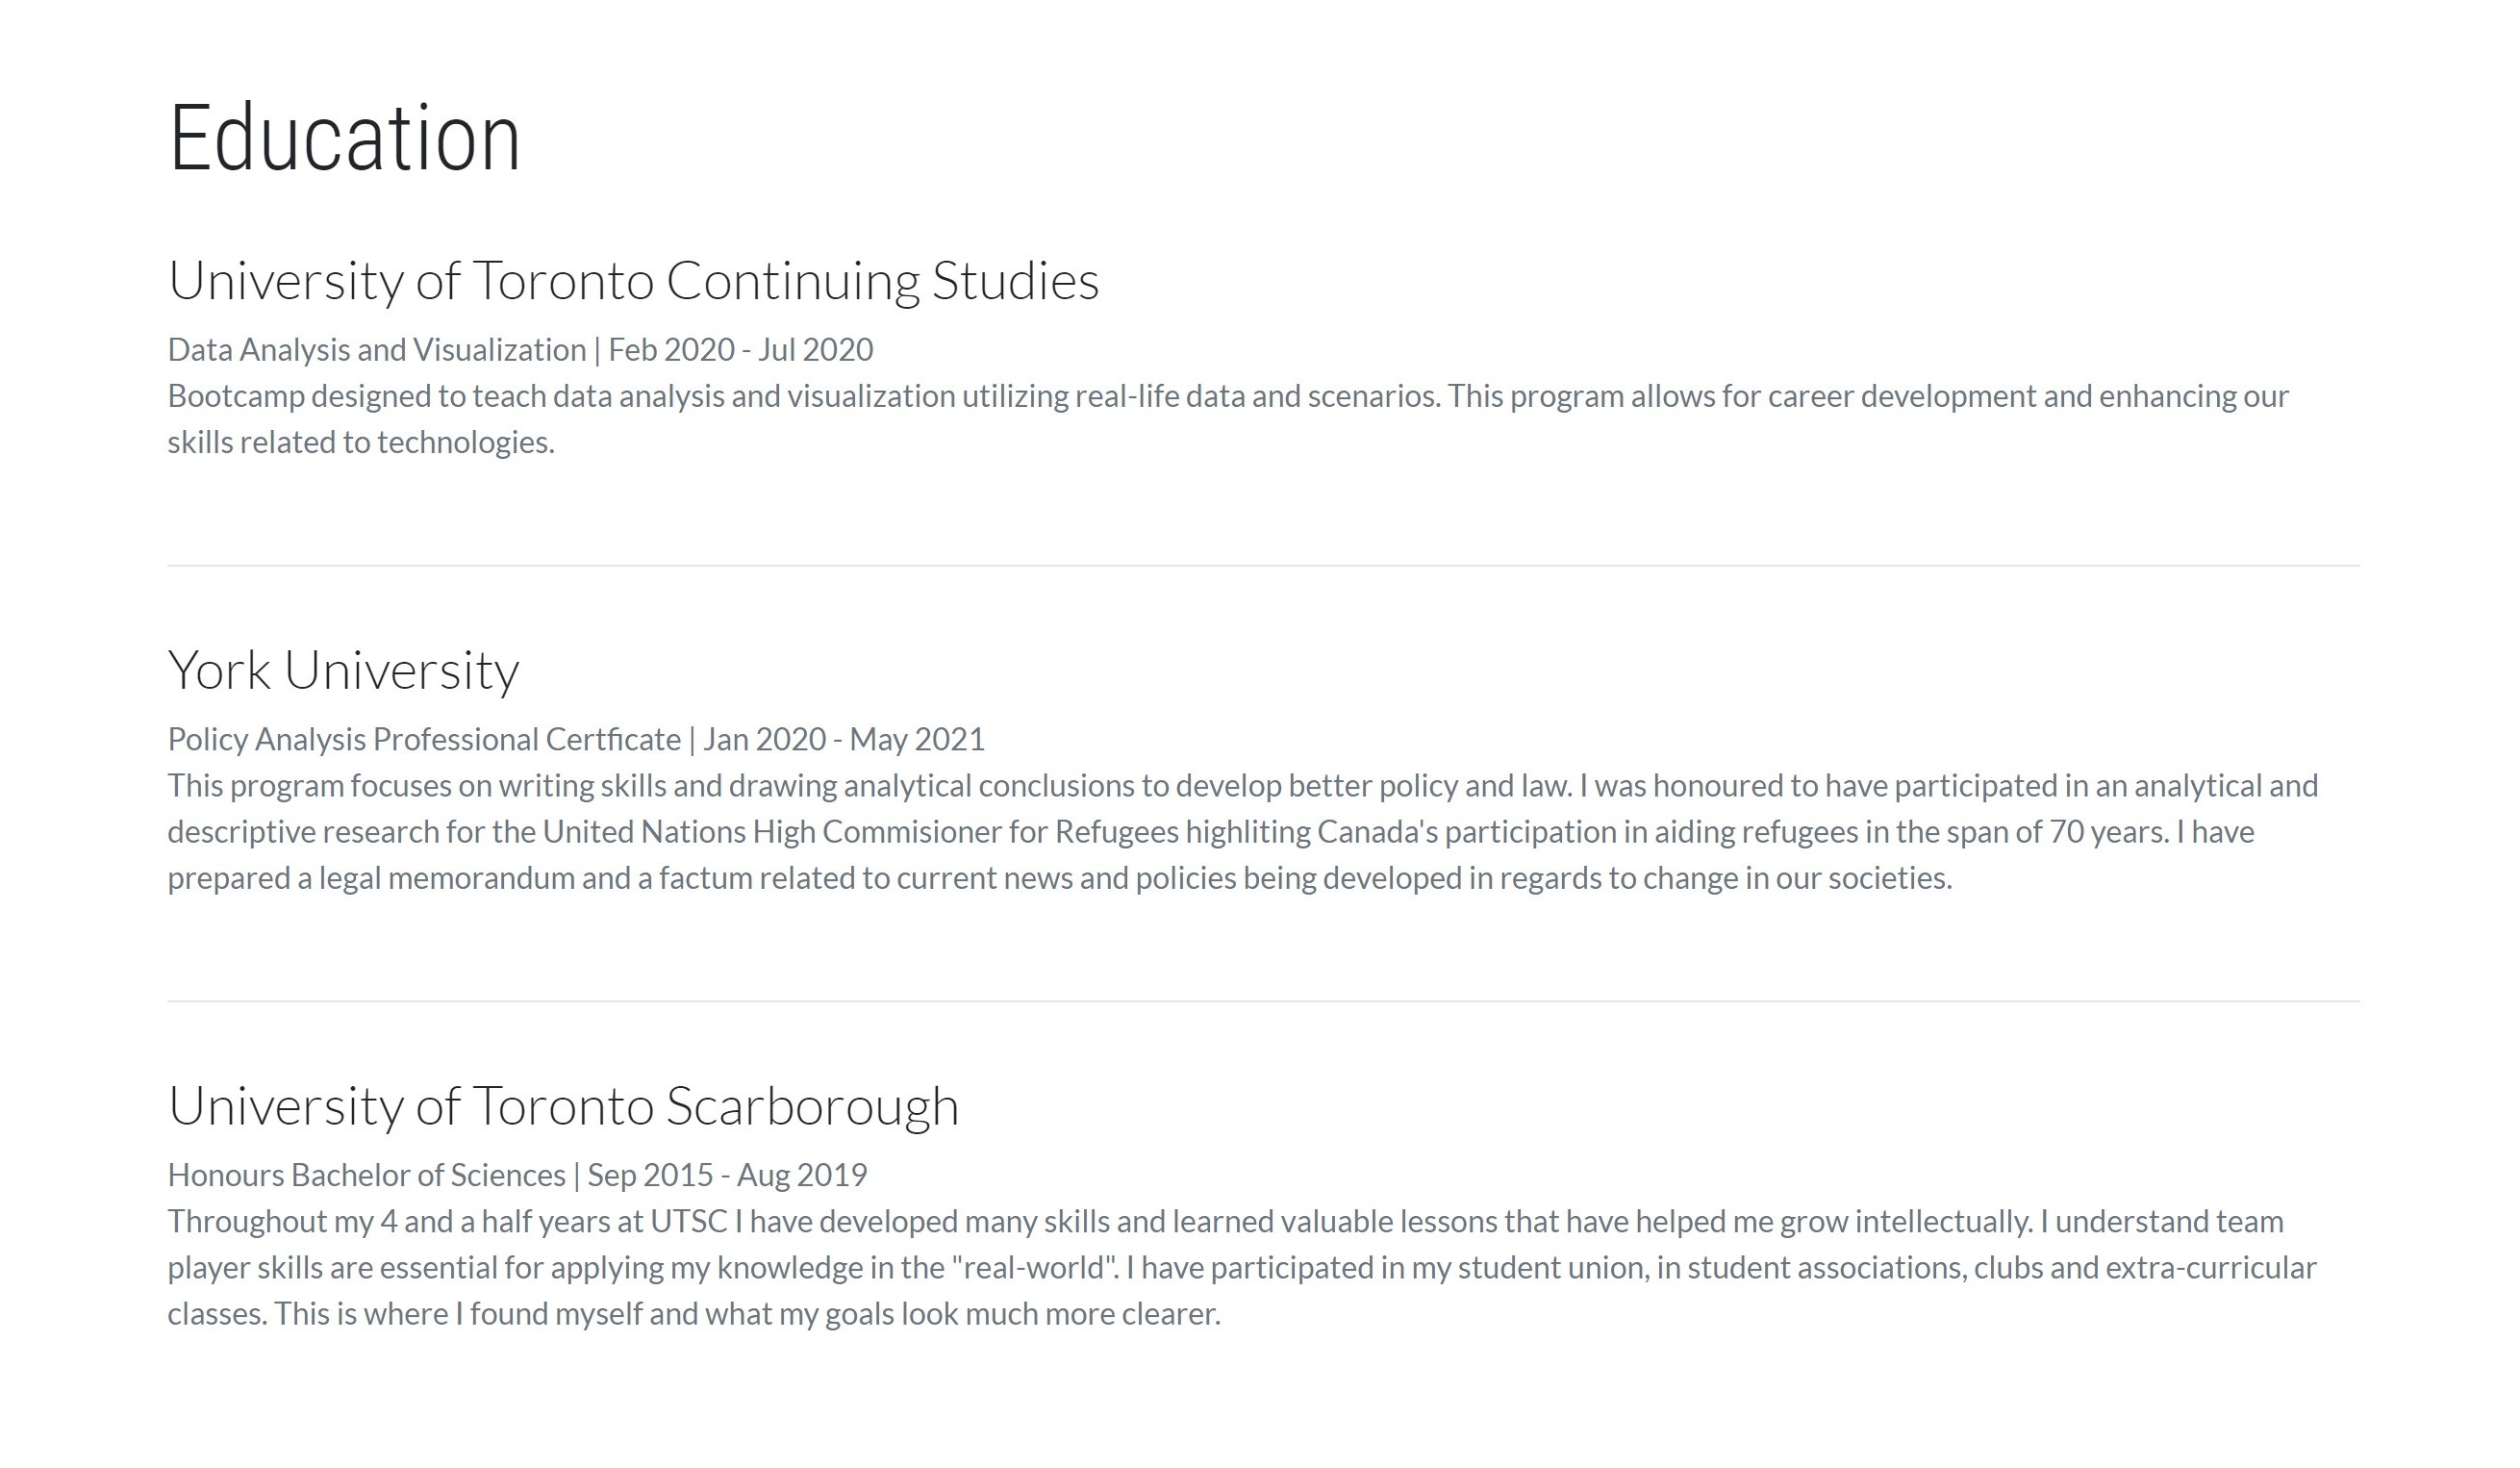 Education
University of Toronto Continuing Studies
Data Analysis and Visualization | Feb 2020 - Jul 2020
Bootcamp designed to teach data analysis and visualization utilizing real-life data and scenarios. This program allows for career development and enhancing our
skills related to technologies.
York University
Policy Analysis Professional Certficate | Jan 2020 - May 2021
This program focuses on writing skills and drawing analytical conclusions to develop better policy and law. I was honoured to have participated in an analytical and
descriptive research for the United Nations High Commisioner for Refugees highliting Canada's participation in aiding refugees in the span of 70 years. I have
prepared a legal memorandum and a factum related to current news and policies being developed in regards to change in our societies.
University of Toronto Scarborough
Honours Bachelor of Sciences | Sep 2015 - Aug 2019
Throughout my 4 and a half years at UTSC I have developed many skills and learned valuable lessons that have helped me grow intellectually. I understand team
player skills are essential for applying my knowledge in the "real-world". I have participated in my student union, in student associations, clubs and extra-curricular
classes. This is where I found myself and what my goals look much more clearer.